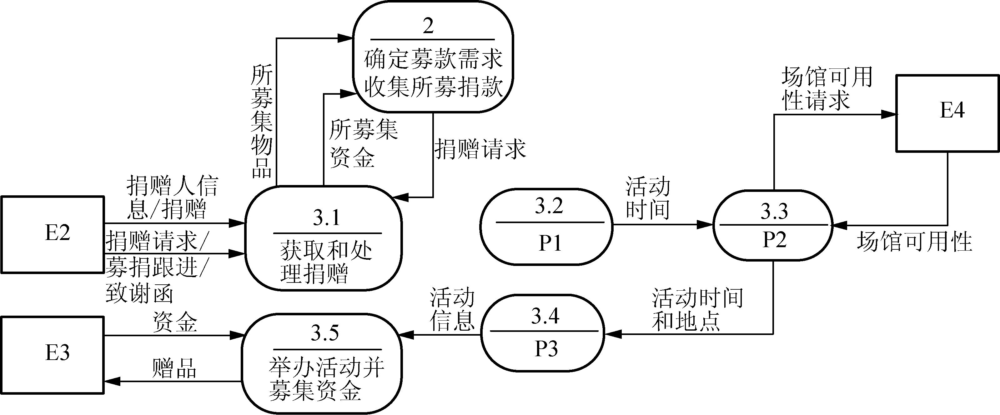 2
确定募款需求
收集所募捐款
所募集物品
所募集
资金
捐赠请求
场馆可用
性请求
E4
场馆可用性
捐赠人信
息/捐赠
E2
捐赠请求/
募捐跟进/
致谢函
3.1
获取和处
理捐赠
3.2
P1
活动
时间
3.3
P2
活动时间
和地点
3.4
P3
活动
信息
3.5
举办活动并
募集资金
资金
E3
赠品